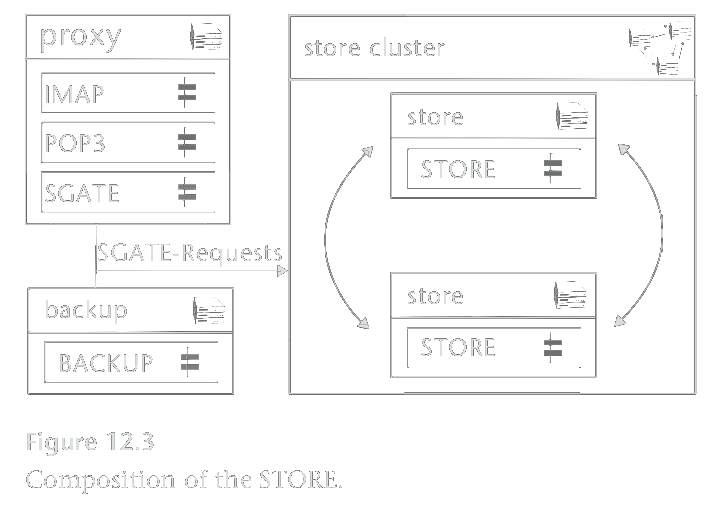 proxy
IMAP
POP3
SGATE
SGATE-Requests
backup
BACKUP
store cluster
store
STORE
store
STORE
Figure 12.3
Composition of the STORE.